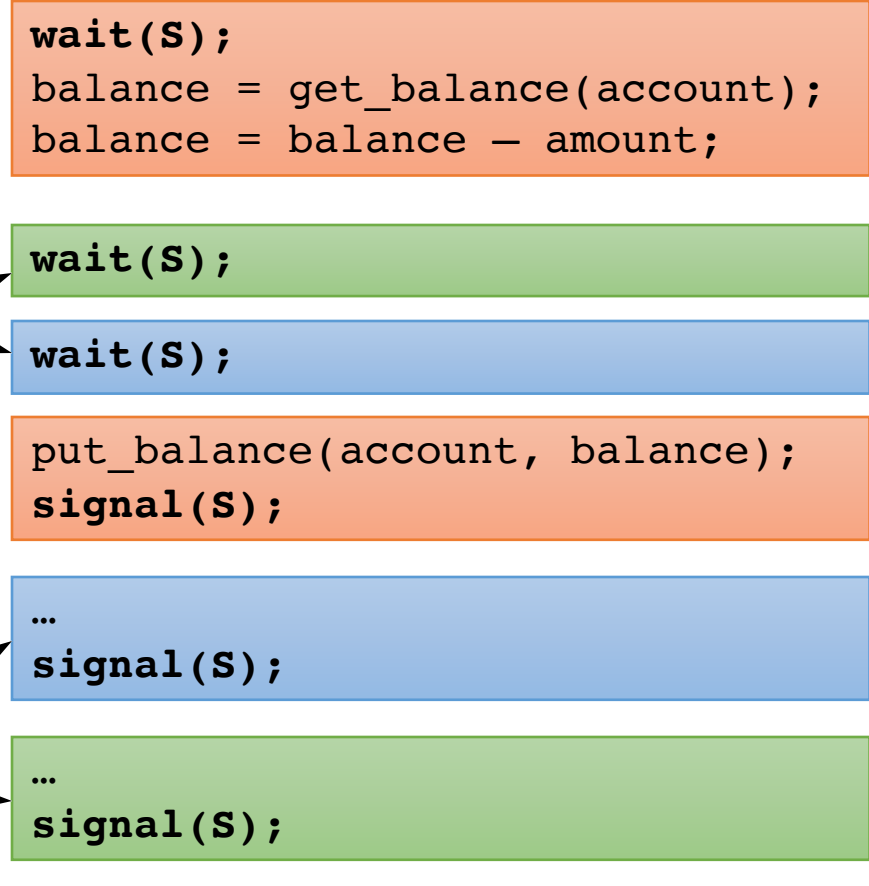 wait(S);
balance = get_balance(account);
balance = balance – amount;
wait(S);
wait(S);
put_balance(account, balance);
signal(S);
…
signal(S);
…
signal(S);